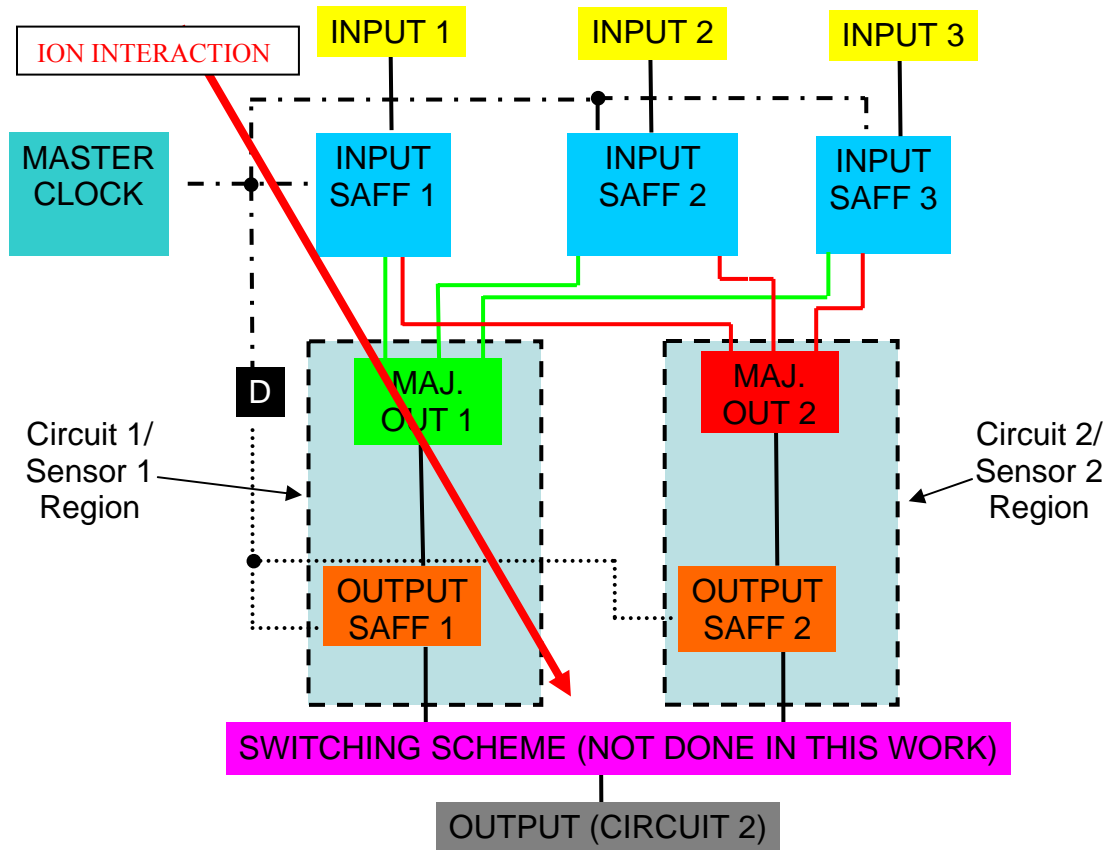 ION INTERACTION
INPUT 1
INPUT 2
INPUT 3
MASTER
CLOCK
INPUT
SAFF 1
INPUT
SAFF 2
INPUT
SAFF 3
D
MAJ.
OUT 1
MAJ.
OUT 2
Circuit 1/
Sensor 1
Region
Circuit 2/
Sensor 2
Region
OUTPUT
SAFF 1
OUTPUT
SAFF 2
SWITCHING SCHEME (NOT DONE IN THIS WORK)
OUTPUT (CIRCUIT 2)